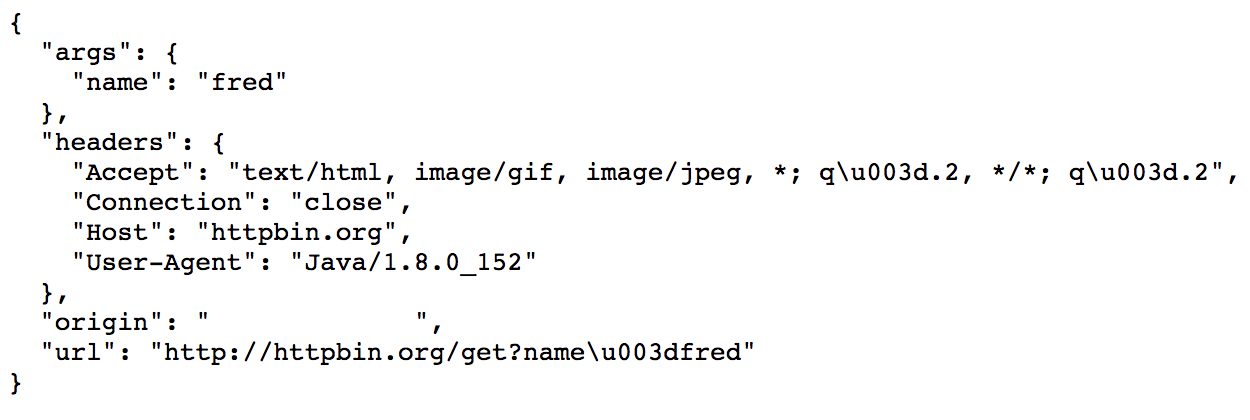 {
  "args": {
    "name": "fred"
  },
  "headers": {
    "Accept": "text/html, image/gif, image/jpeg, *; q\u003d.2, */*; q\u003d.2",
    "Connection": "close",
    "Host": "httpbin.org",
    "User-Agent": "Java/1.8.0_152"
  },
  "origin": "             ",
  "url": "http://httpbin.org/get?name\u003dfred"
}